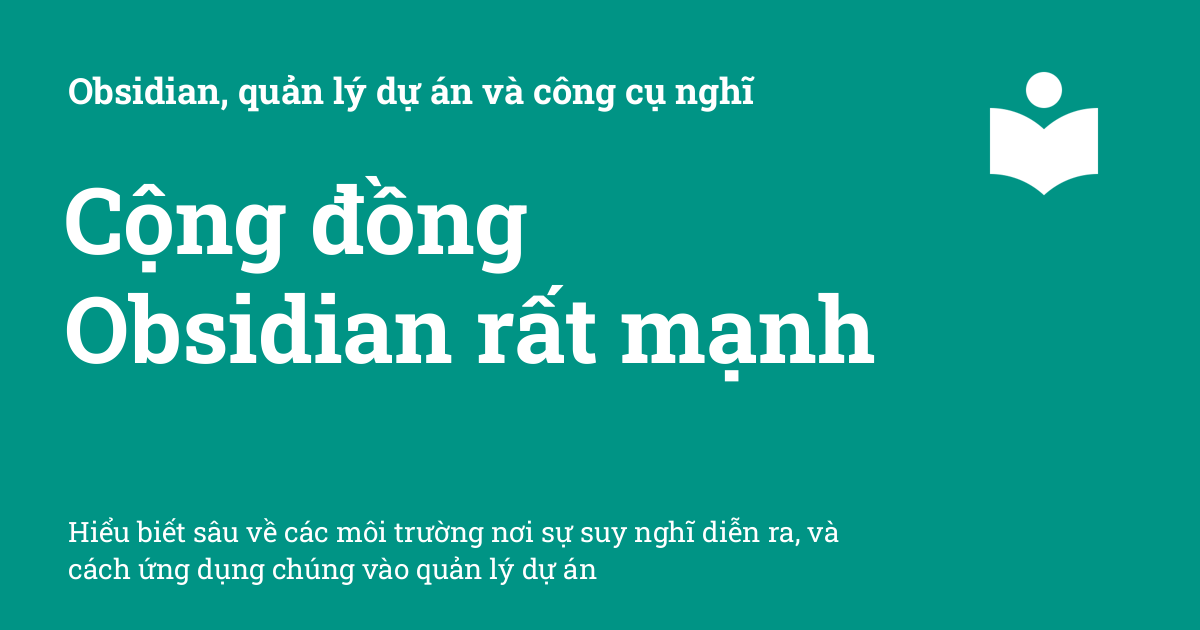 Obsidian, quản lý dự án và công cụ nghĩ
Cộng đồng
Obsidian rất mạnh
Hiểu biết sâu về các môi trường nơi sự suy nghĩ diễn ra, và
cách ứng dụng chúng vào quản lý dự án